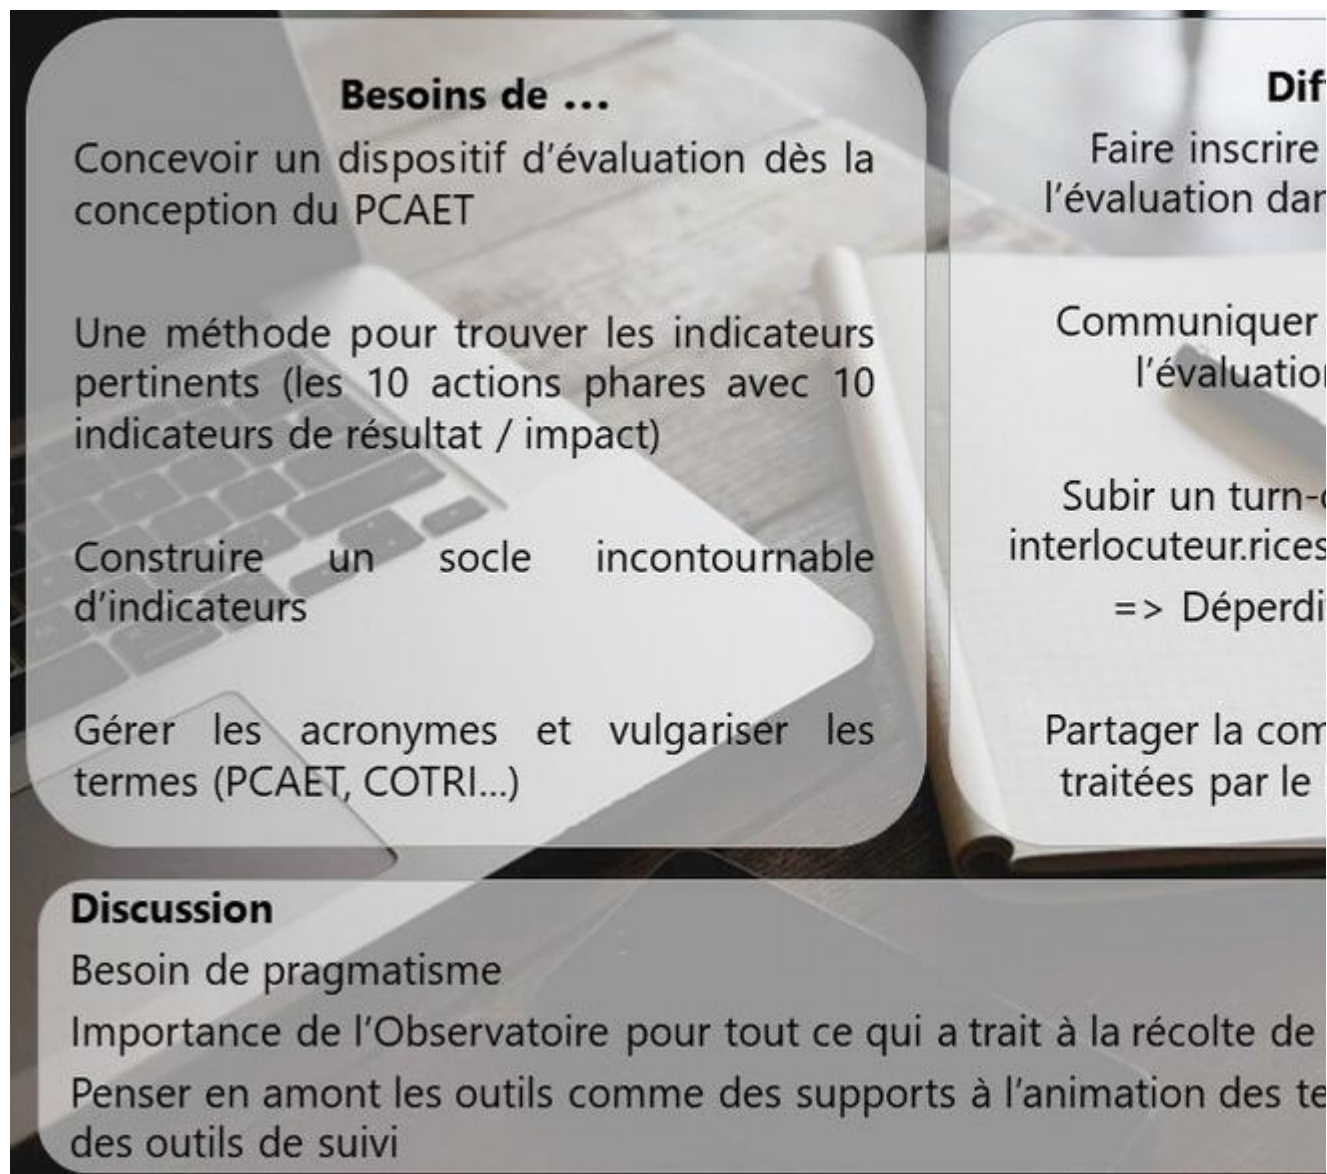 Besoins de ...
Concevoir un dispositif d'évaluation dès la
conception du PCAET
Une méthode pour trouver les indicateurs
pertinents (les 10 actions phares avec 10
indicateurs de résultat / impact)
Construire un socle incontournable
d'indicateurs
Gérer les acronymes et vulgariser les
termes (PCAET, COTRI...)
Faire inscrire
l'évaluation
Communiquer
Subir un
=>
Partager la
traitées par le
Discussion
Besoin de pragmatisme
Importance de l'Observatoire pour tout ce qui a trait à la récolte de
Penser en amont les outils comme des supports à l'animation des
des outils de suivi